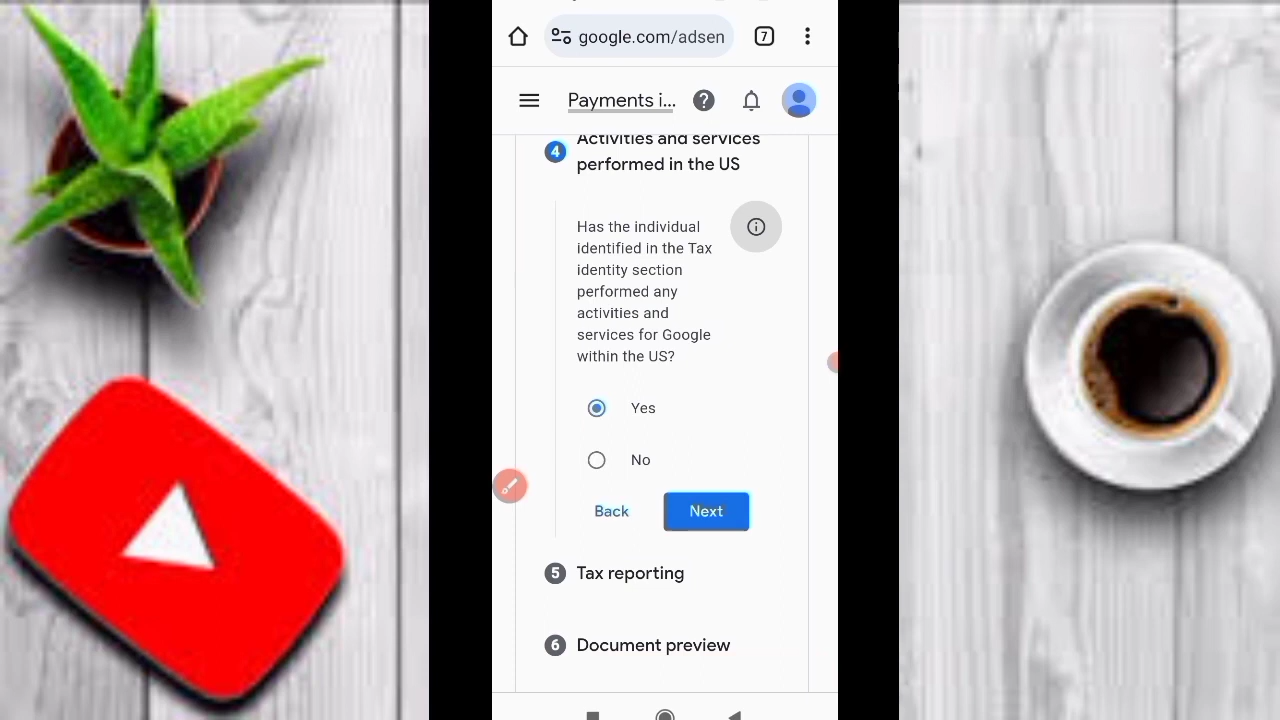 google.com/adsen
7
Payments i...
4
Activities and services
performed in the US
Has the individual
identified in the Tax
identity section
performed any
activities and
services for Google
within the US?
Yes
No
Back
Next
5 Tax reporting
6 Document preview